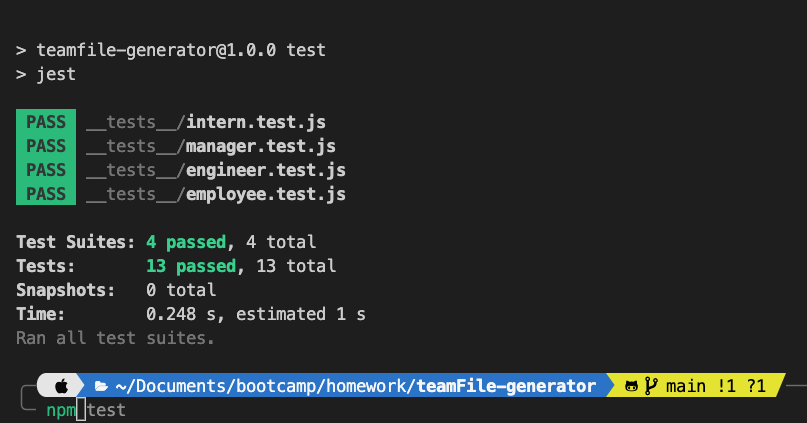 > teamfile-generator@1.0.0 test
> jest
PASS __tests__/intern.test.js
PASS __tests__/manager.test.js
PASS __tests__/engineer.test.js
PASS __tests__/employee.test.js
Test Suites: 4 passed, 4 total
Tests: 13 passed, 13 total
Snapshots: 0 total
Time: 0.248 s, estimated 1 s
Ran all test suites.
~/Documents/bootcamp/homework/teamFile-generator main !1 ?1
npm test